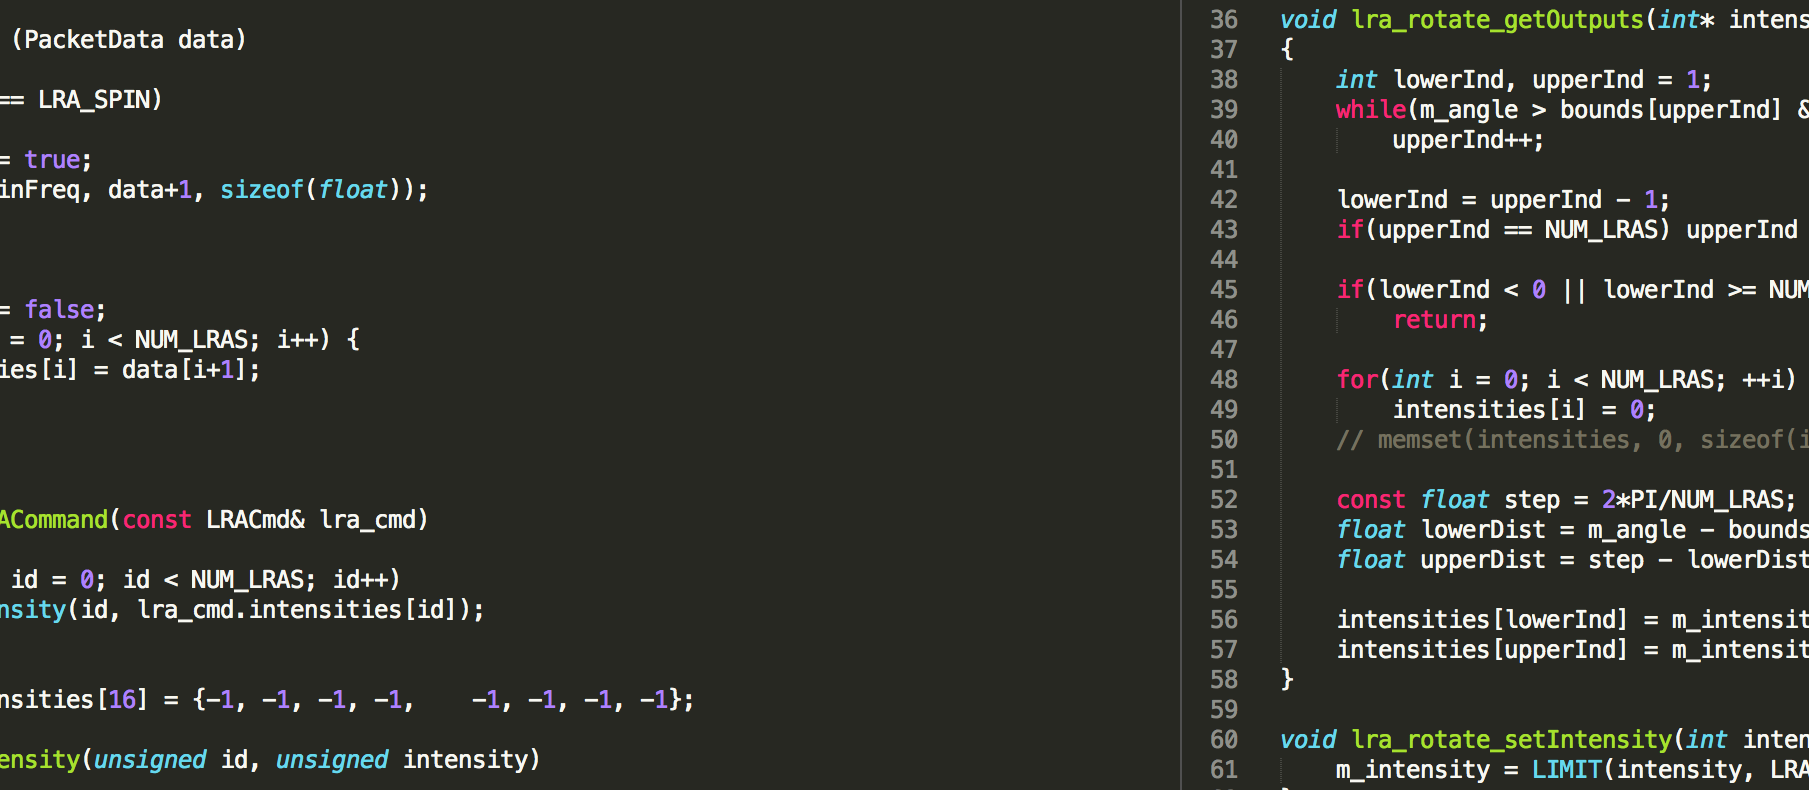 (PacketData data)
== LRA_SPIN)
= true;
inFreq, data+1, sizeof(float));
= false;
= 0; i < NUM_LRAS; i++) {
ies[i] = data[i+1];
ACommand(const LRACmd& lra_cmd)
id = 0; id < NUM_LRAS; id++)
nsity(id, lra_cmd.intensities[id]);
nsities[16] = {-1, -1, -1, -1,    -1, -1, -1, -1};
ensity(unsigned id, unsigned intensity)
36 void lra_rotate_getOutputs(int* intens
37 {
38     int lowerInd, upperInd = 1;
39     while(m_angle > bounds[upperInd] &
40         upperInd++;
41
42     lowerInd = upperInd - 1;
43     if(upperInd == NUM_LRAS) upperInd
44
45     if(lowerInd < 0 || lowerInd >= NUM
46         return;
47
48     for(int i = 0; i < NUM_LRAS; ++i)
49         intensities[i] = 0;
50     // memset(intensities, 0, sizeof(i
51
52     const float step = 2*PI/NUM_LRAS;
53     float lowerDist = m_angle - bounds
54     float upperDist = step - lowerDist
55
56     intensities[lowerInd] = m_intensit
57     intensities[upperInd] = m_intensit
58 }
59
60 void lra_rotate_setIntensity(int inten
61     m_intensity = LIMIT(intensity, LRA